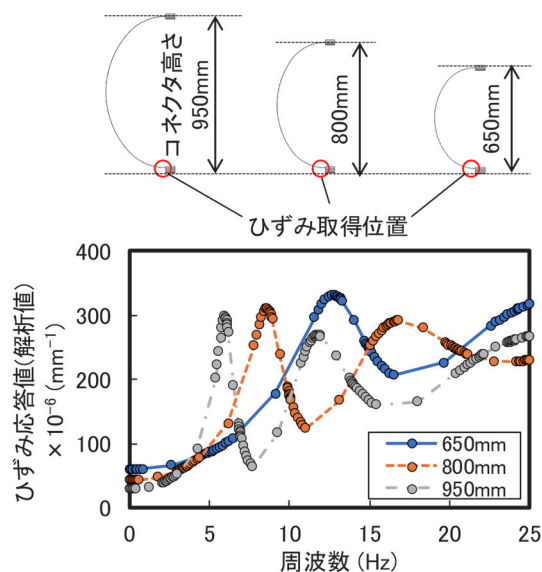 コネクタ高さ
950mm
800mm
650mm
ひずみ取得位置
ひずみ応答値(解析値)
×10⁻⁶ (mm⁻¹)
400
300
200
100
0
650mm
800mm
950mm
0 5 10 15 20 25
周波数 (Hz)